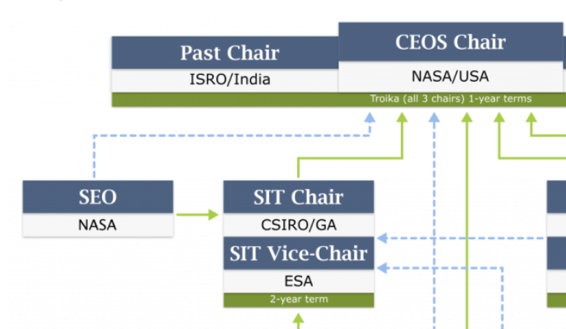 Past Chair
ISRO/India
CEOS Chair
NASA/USA
Troika (all 3 chairs) 1-year terms
SEO
NASA
SIT Chair
CSIRO/GA
SIT Vice-Chair
ESA
2-year term